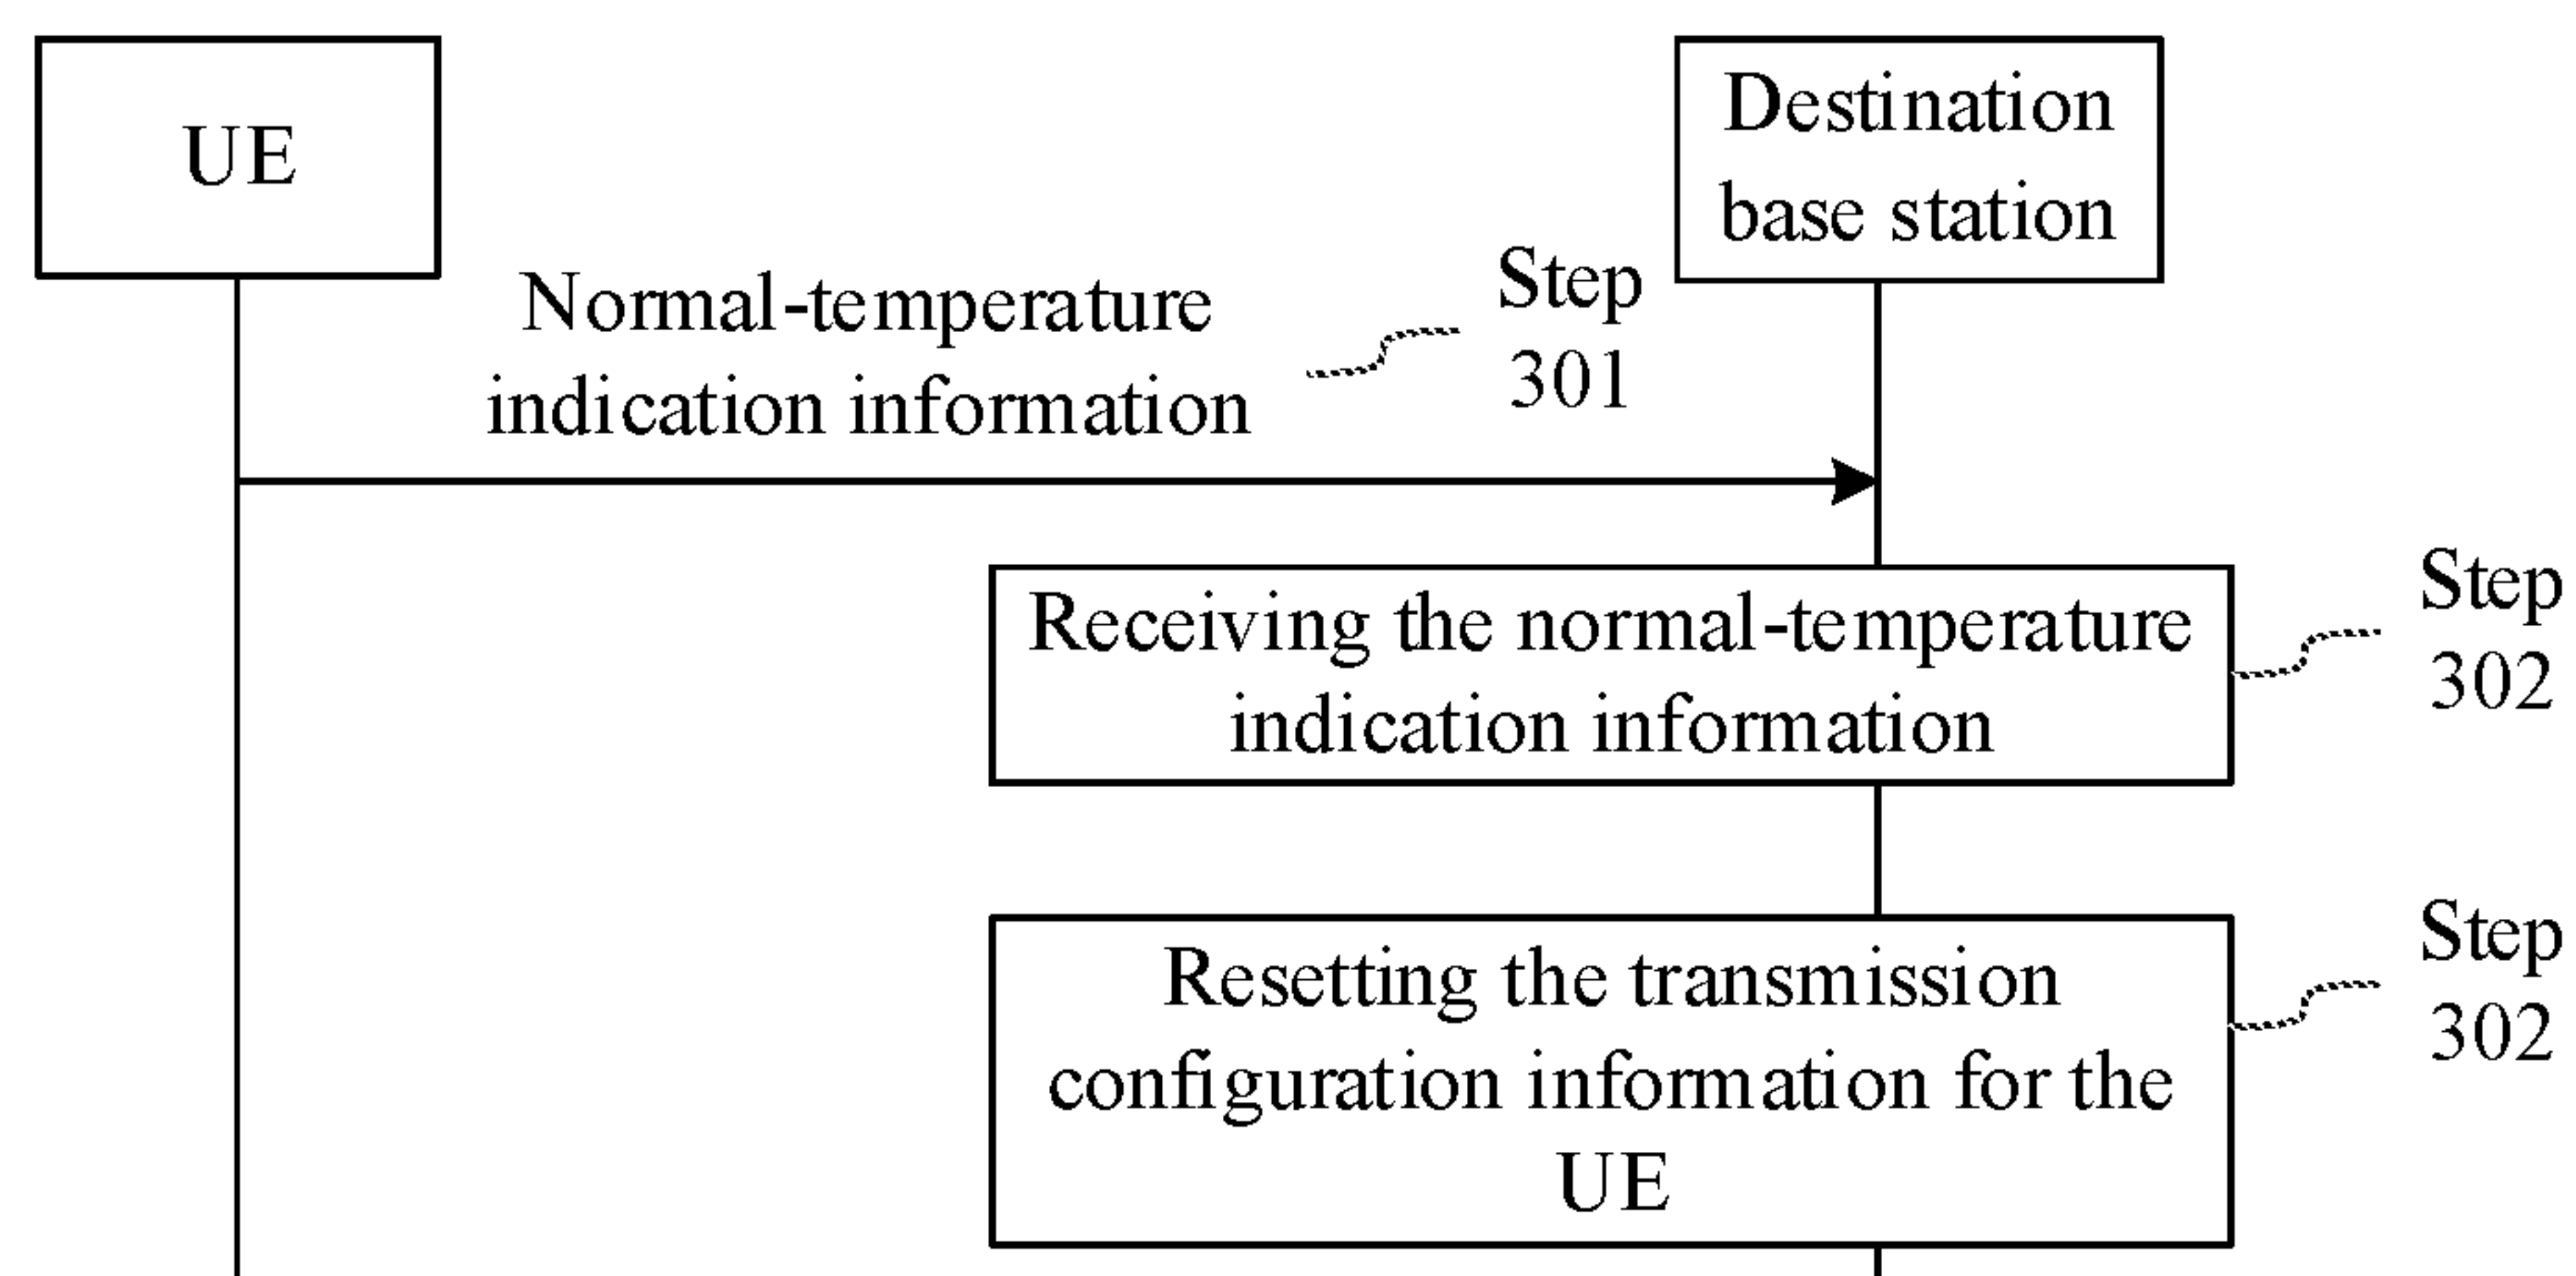 UE
Destination
base station
Normal-temperature
indication information
Step
301
Receiving the normal-temperature
indication information
Step
302
Resetting the transmission
configuration information for the
UE
Step
302